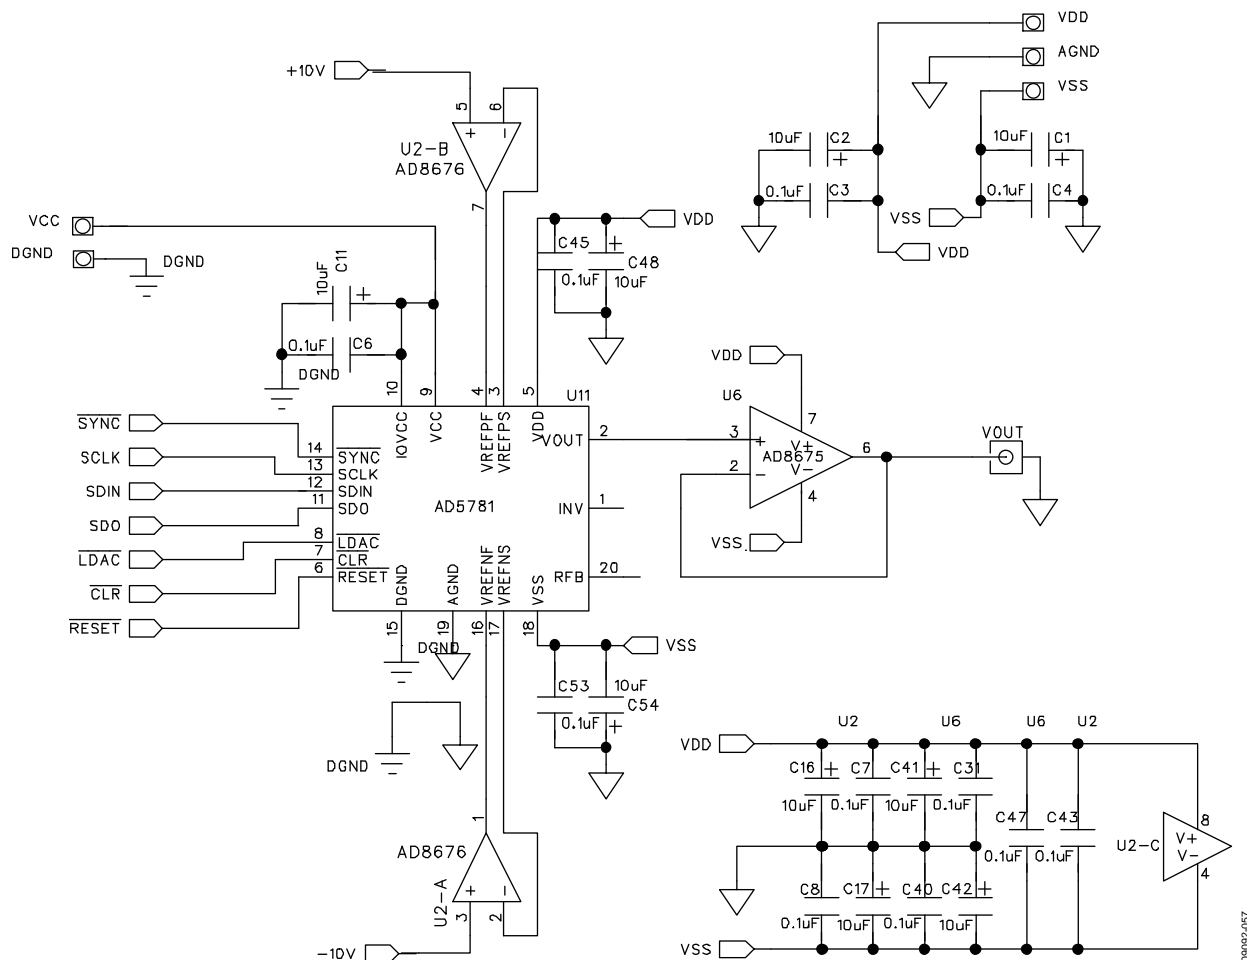 VDD
AGND
VSS
+10V
5
6
+
−
U2-B
AD8676
7
10uF
C2
+
0.1uF
C3
VDD
10uF
C1
+
0.1uF
C4
VSS
VCC
DGND
DGND
10uF
C11
+
0.1uF
C6
DGND
VDD
C45
0.1uF
+
C48
10uF
10
9
4
3
5
U11
IOVCC
VCC
VREFPF
VREFPS
VDD
SYNC
14
SYNC
SCLK
13
SCLK
SDIN
12
SDIN
SDO
11
SDO
LDAC
8
LDAC
CLR
7
CLR
RESET
6
RESET
AD5781
VOUT
2
INV
1
RFB
20
DGND
AGND
VREFNF
VREFNS
VSS
15
19
16
17
18
DGND
VDD
U6
7
3
+
V+
AD8675
V−
2
−
6
4
VSS
VOUT
VSS
C53
0.1uF
10uF
C54
+
DGND
1
AD8676
U2-A
+
−
3
2
-10V
U2
U6
U6
U2
VDD
C16
+
10uF
C7
0.1uF
C41
+
10uF
C31
0.1uF
C47
0.1uF
C43
0.1uF
U2-C
8
V+
V−
4
C8
0.1uF
C17
+
10uF
C40
0.1uF
C42
+
10uF
VSS
09092-057